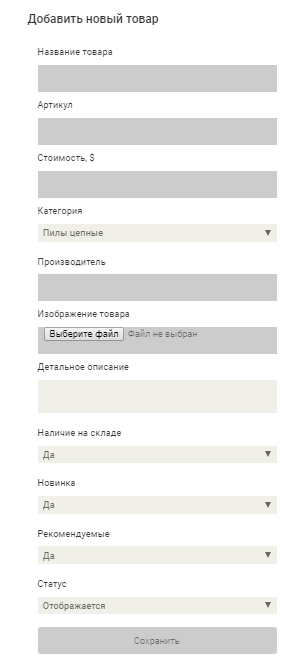 Добавить новый товар
Название товара
Артикул
Стоимость, $
Категория
Пилы цепные
Производитель
Изображение товара
Выберите файл Файл не выбран
Детальное описание
Наличие на складе
Да
Новинка
Да
Рекомендуемые
Да
Статус
Отображается
Сохранить